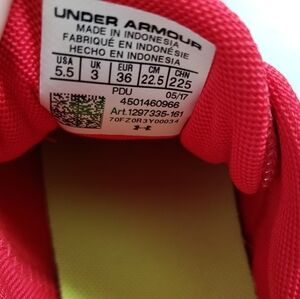 UNDER ARMOUR
MADE IN INDONESIA
FABRIQUÉ EN INDONÉSIE
HECHO EN INDONESIA
USA UK EUR CM CHN
5.5 3 36 22.5 225
PDU 05/17
4501460966
Art.1297335-161
70FZ0R3Y00034